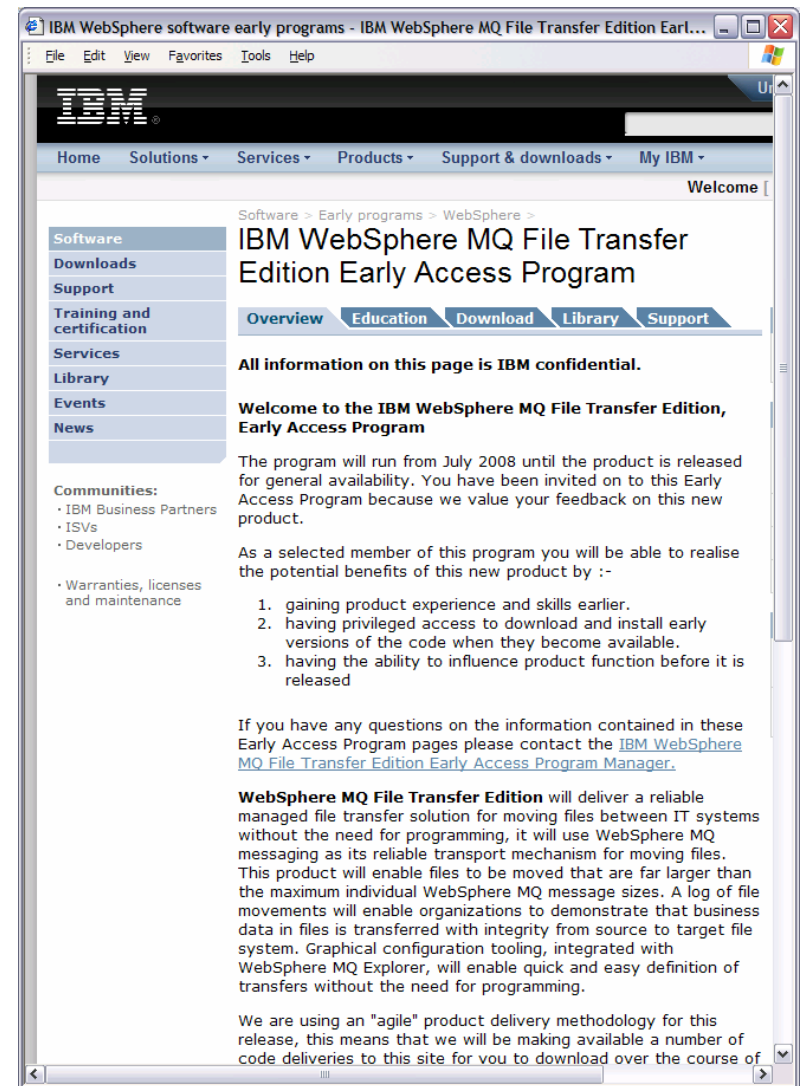 IBM WebSphere software early programs - IBM WebSphere MQ File Transfer Edition Earl...
File Edit View Favorites Tools Help
IBM
Home Solutions Services Products Support & downloads My IBM
Welcome [
Software > Early programs > WebSphere >
IBM WebSphere MQ File Transfer
Edition Early Access Program
Software
Downloads
Support
Training and
certification
Services
Library
Events
News
Communities:
· IBM Business Partners
· ISVs
· Developers
· Warranties, licenses
and maintenance
Overview Education Download Library Support
All information on this page is IBM confidential.
Welcome to the IBM WebSphere MQ File Transfer Edition,
Early Access Program
The program will run from July 2008 until the product is released
for general availability. You have been invited on to this Early
Access Program because we value your feedback on this new
product.
As a selected member of this program you will be able to realise
the potential benefits of this new product by :-
1. gaining product experience and skills earlier.
2. having privileged access to download and install early
versions of the code when they become available.
3. having the ability to influence product function before it is
released
If you have any questions on the information contained in these
Early Access Program pages please contact the IBM WebSphere
MQ File Transfer Edition Early Access Program Manager.
WebSphere MQ File Transfer Edition will deliver a reliable
managed file transfer solution for moving files between IT systems
without the need for programming, it will use WebSphere MQ
messaging as its reliable transport mechanism for moving files.
This product will enable files to be moved that are far larger than
the maximum individual WebSphere MQ message sizes. A log of file
movements will enable organizations to demonstrate that business
data in files is transferred with integrity from source to target file
system. Graphical configuration tooling, integrated with
WebSphere MQ Explorer, will enable quick and easy definition of
transfers without the need for programming.
We are using an "agile" product delivery methodology for this
release, this means that we will be making available a number of
code deliveries to this site for you to download over the course of